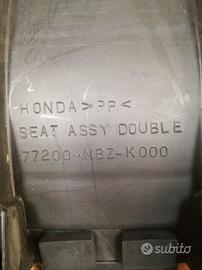 HONDA >PP<
SEAT ASSY DOUBLE
77200-MBZ-K000
subito